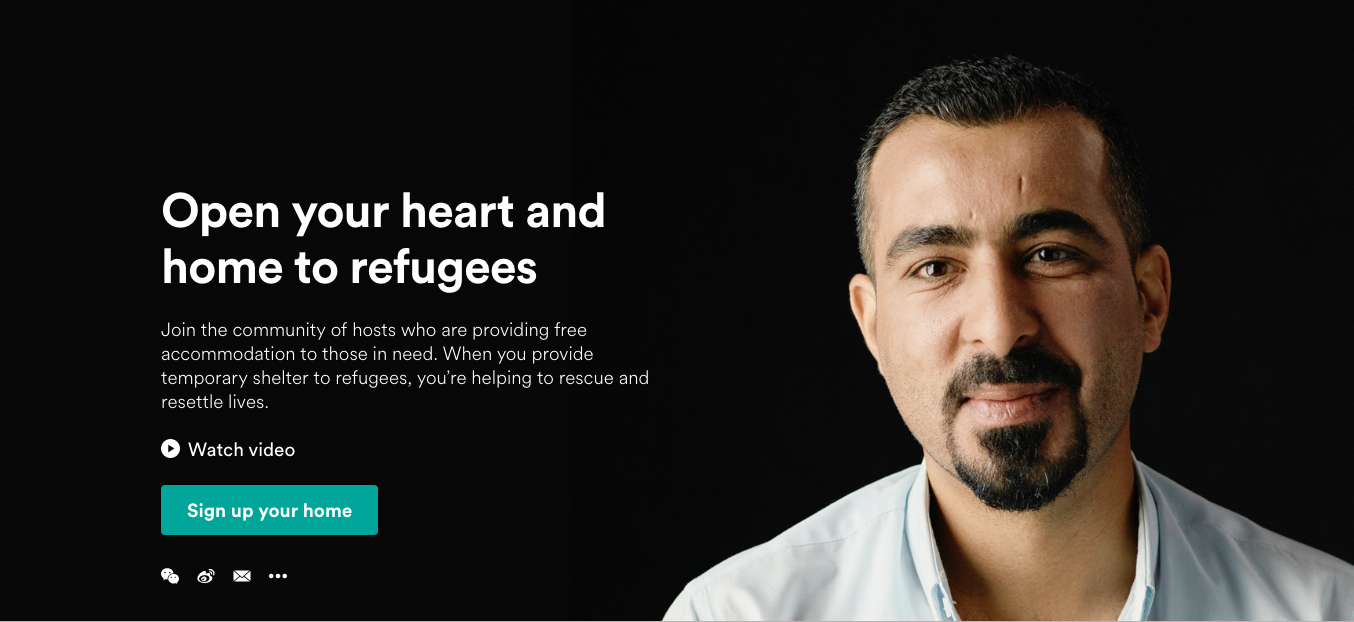 Open your heart and
home to refugees
Join the community of hosts who are providing free
accommodation to those in need. When you provide
temporary shelter to refugees, you’re helping to rescue and
resettle lives.
Watch video
Sign up your home